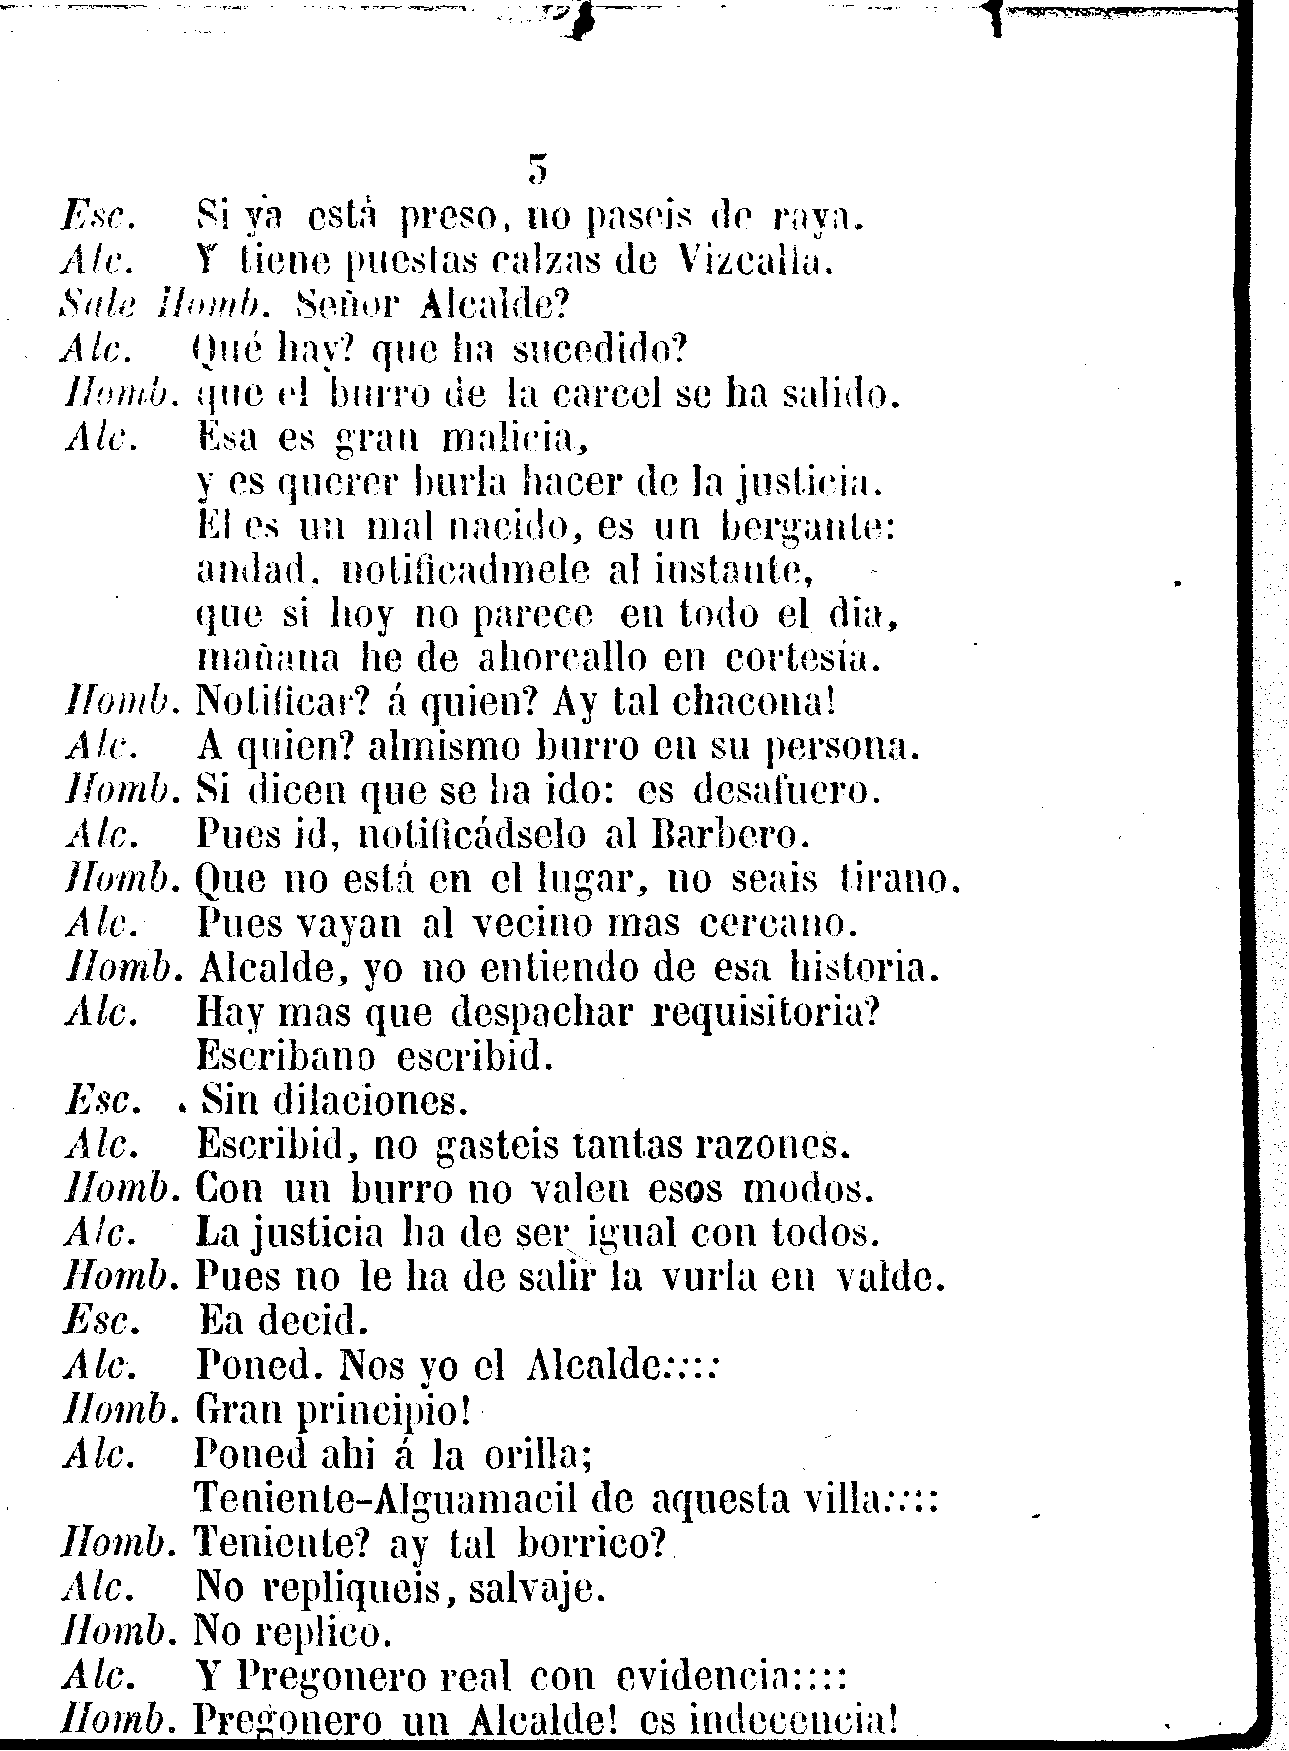 5
Esc. Si ya está preso, no paseis de raya.
Alc. Y tiene puestas calzas de Vizcalla.
Sale Homb. Señor Alcalde?
Alc. Qué hay? que ha sucedido?
Homb. que el burro de la carcel se ha salido.
Alc. Esa es gran malicia,
y es querer burla hacer de la justicia.
El es un mal nacido, es un bergante:
andad, notificadmele al instante,
que si hoy no parece en todo el dia,
mañana he de ahorcallo en cortesia.
Homb. Notificar? á quien? Ay tal chacona!
Alc. A quien? almismo burro en su persona.
Homb. Si dicen que se ha ido: es desafuero.
Alc. Pues id, notificádselo al Barbero.
Homb. Que no está en el lugar, no seais tirano.
Alc. Pues vayan al vecino mas cercano.
Homb. Alcalde, yo no entiendo de esa historia.
Alc. Hay mas que despachar requisitoria?
Escribano escribid.
Esc. Sin dilaciones.
Alc. Escribid, no gasteis tantas razones.
Homb. Con un burro no valen esos modos.
Alc. La justicia ha de ser igual con todos.
Homb. Pues no le ha de salir la vurla en valde.
Esc. Ea decid.
Alc. Poned. Nos yo el Alcalde::::
Homb. Gran principio!
Alc. Poned ahi á la orilla;
Teniente-Alguamacil de aquesta villa::::
Homb. Teniente? ay tal borrico?
Alc. No repliqueis, salvaje.
Homb. No replico.
Alc. Y Pregonero real con evidencia::::
Homb. Pregonero un Alcalde! es indecencia!